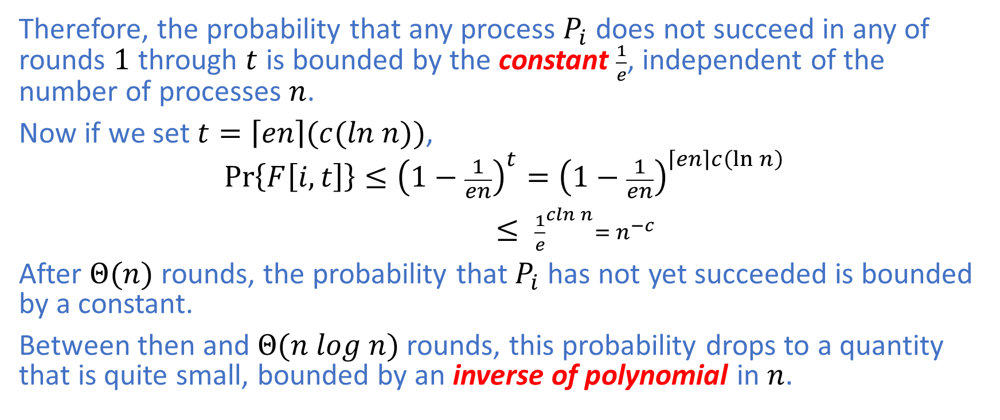 Therefore, the probability that any process $P_i$ does not succeed in any of
rounds $1$ through $t$ is bounded by the constant $\frac{1}{e}$, independent of the
number of processes $n$.
Now if we set $t = \lceil en \rceil (c(ln\ n))$,
$\Pr\{F[i, t]\} \leq \left(1 - \frac{1}{en}\right)^t = \left(1 - \frac{1}{en}\right)^{\lceil en \rceil c(\ln n)}$
$\leq \frac{1}{e}^{cln\ n} = n^{-c}$
After $\Theta(n)$ rounds, the probability that $P_i$ has not yet succeeded is bounded
by a constant.
Between then and $\Theta(n\ log\ n)$ rounds, this probability drops to a quantity
that is quite small, bounded by an inverse of polynomial in $n$.